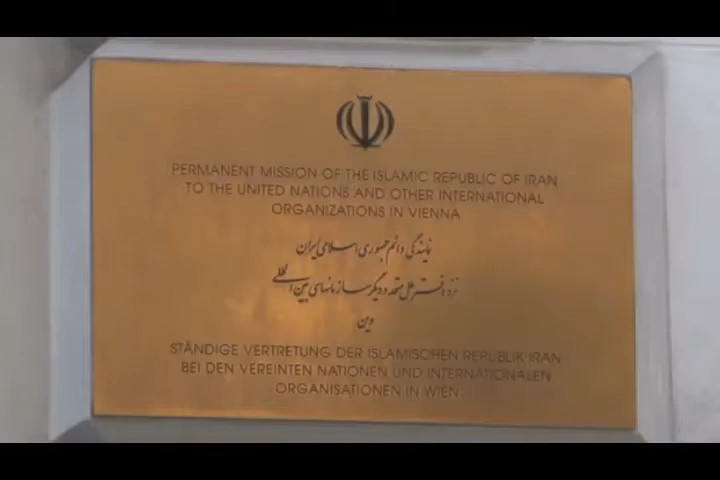 PERMANENT MISSION OF THE ISLAMIC REPUBLIC OF IRAN
TO THE UNITED NATIONS AND OTHER INTERNATIONAL
ORGANIZATIONS IN VIENNA
نمایندگی دائم جمهوری اسلامی ایران
نزد دفتر ملل متحد و دیگر سازمانهای بین المللی
وین
STÄNDIGE VERTRETUNG DER ISLAMISCHEN REPUBLIK IRAN
BEI DEN VEREINTEN NATIONEN UND INTERNATIONALEN
ORGANISATIONEN IN WIEN